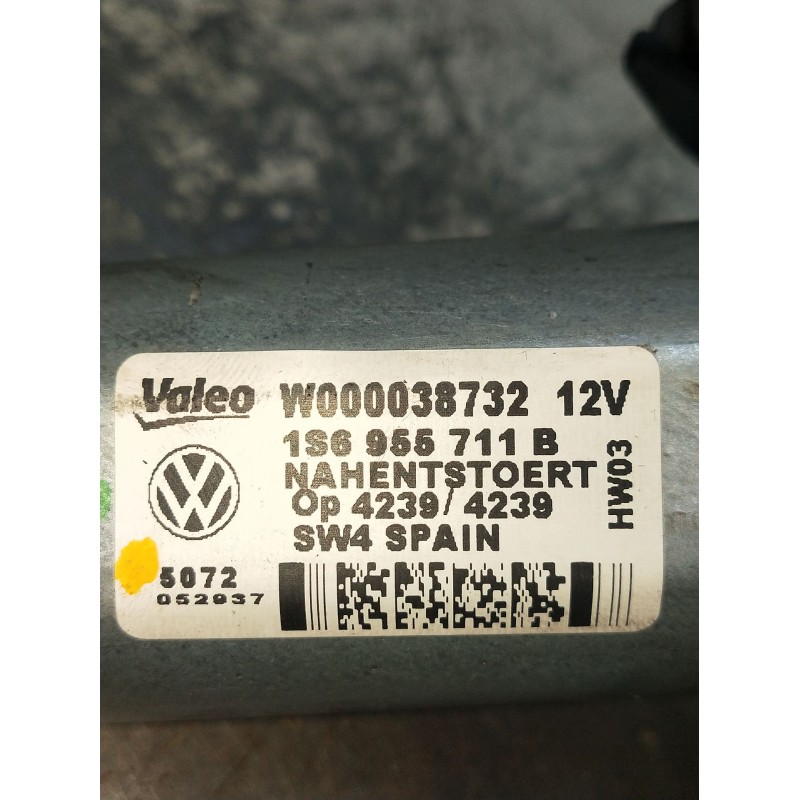 Valeo W000038732 12V
1S6 955 711 B
NAHENTSTOERT
Op 4239/4239
SW4 SPAIN
HW03
5072
052937